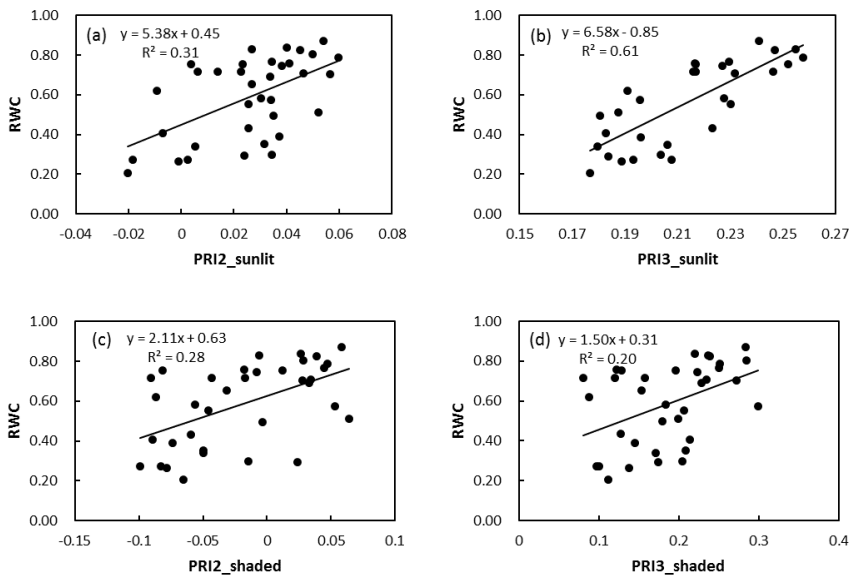 (a)
y = 5.38x + 0.45
R² = 0.31
1.00
0.80
0.60
0.40
0.20
0.00
RWC
-0.04
-0.02
0
0.02
0.04
0.06
0.08
PRI2_sunlit
(b)
y = 6.58x - 0.85
R² = 0.61
1.00
0.80
0.60
0.40
0.20
0.00
RWC
0.15
0.17
0.19
0.21
0.23
0.25
0.27
PRI3_sunlit
(c)
y = 2.11x + 0.63
R² = 0.28
1.00
0.80
0.60
0.40
0.20
0.00
RWC
-0.15
-0.1
-0.05
0
0.05
0.1
PRI2_shaded
(d)
y = 1.50x + 0.31
R² = 0.20
1.00
0.80
0.60
0.40
0.20
0.00
RWC
0
0.1
0.2
0.3
0.4
PRI3_shaded